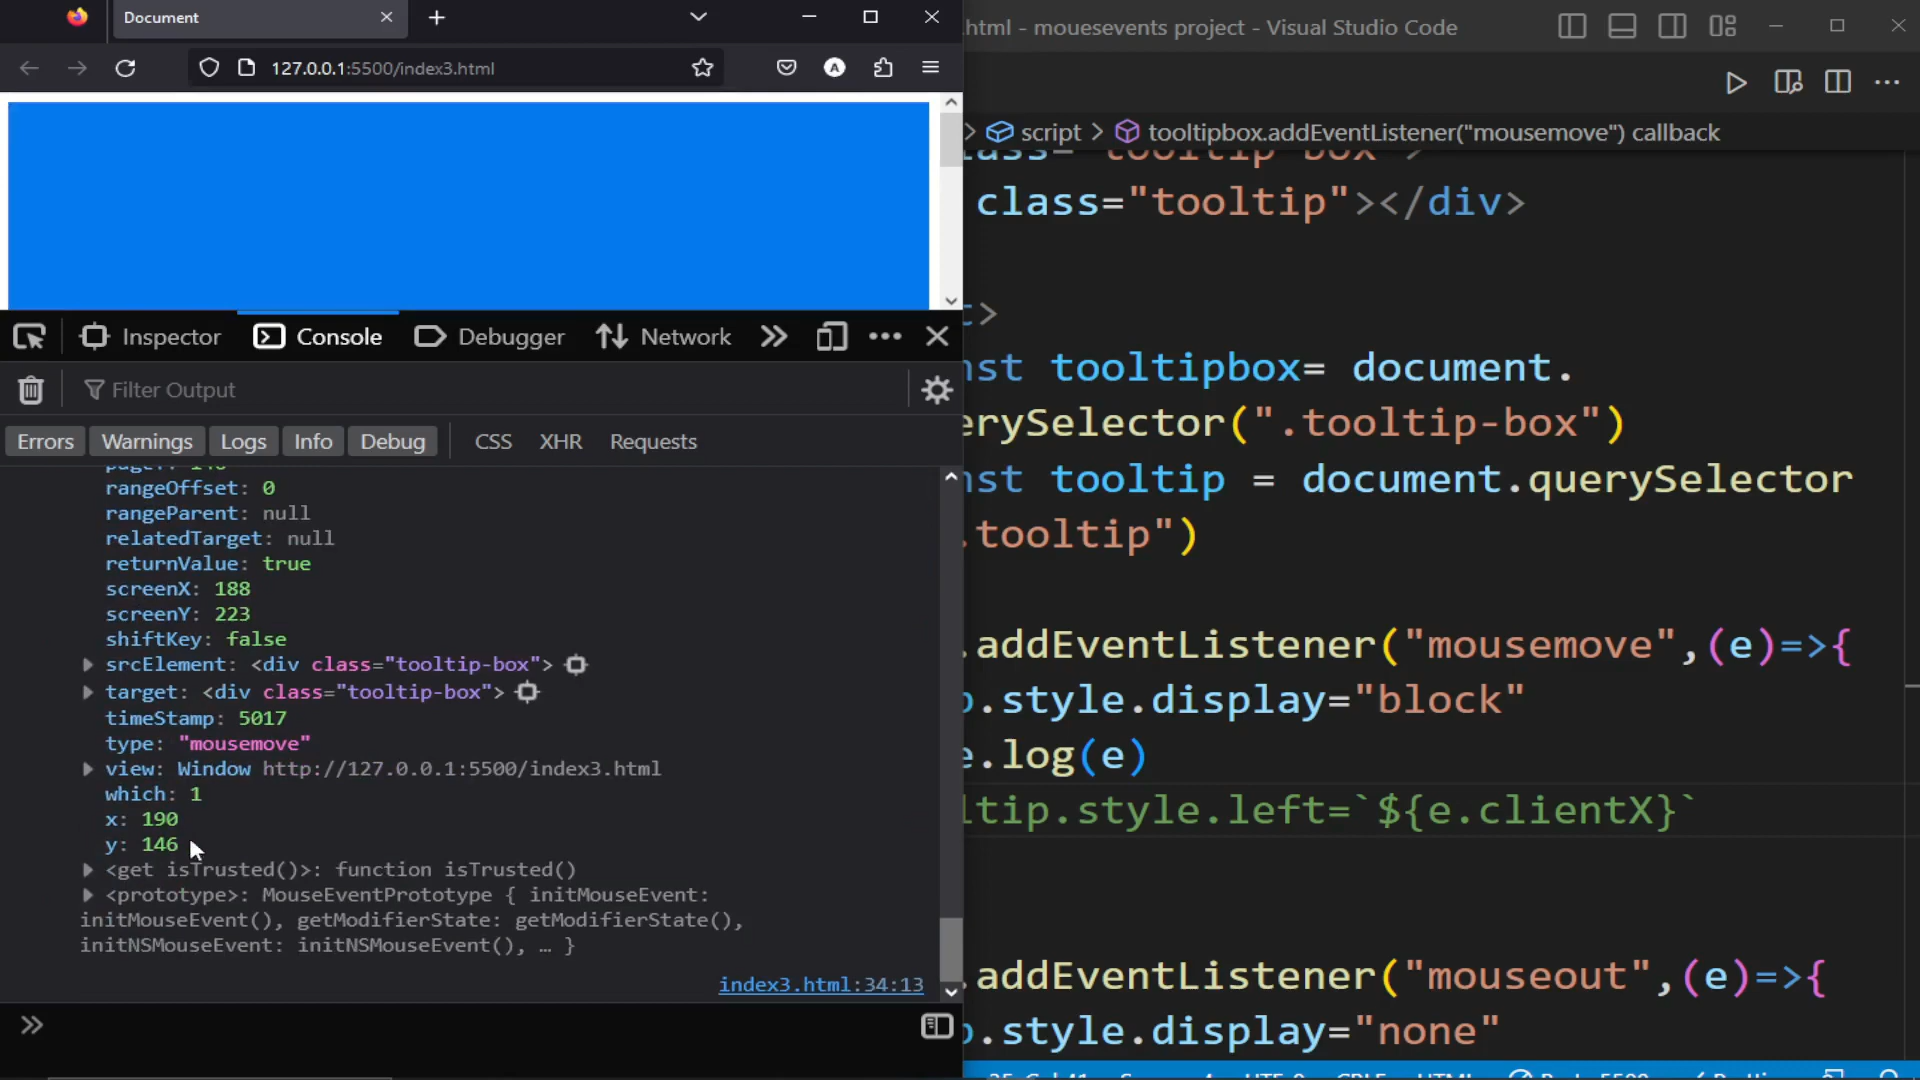 Document
127.0.0.1:5500/index3.html
Inspector
Console
Debugger
Network
Filter Output
Errors
Warnings
Logs
Info
Debug
CSS
XHR
Requests
rangeOffset: 0
rangeParent: null
relatedTarget: null
returnValue: true
screenX: 188
screenY: 223
shiftKey: false
srcElement: <div class="tooltip-box">
target: <div class="tooltip-box">
timeStamp: 5017
type: "mousemove"
view: Window http://127.0.0.1:5500/index3.html
which: 1
x: 190
y: 146
<get isTrusted()>: function isTrusted()
<prototype>: MouseEventPrototype { initMouseEvent:
initMouseEvent(), getModifierState: getModifierState(),
initNSMouseEvent: initNSMouseEvent(), … }
index3.html:34:13
.html - mouesevents project - Visual Studio Code
> script > tooltipbox.addEventListener("mousemove") callback
class="tooltip"></div>
>
nst tooltipbox= document.
erySelector(".tooltip-box")
nst tooltip = document.querySelector
.tooltip")
.addEventListener("mousemove",(e)=>{
.style.display="block"
e.log(e)
ltip.style.left=`${e.clientX}`
.addEventListener("mouseout",(e)=>{
.style.display="none"